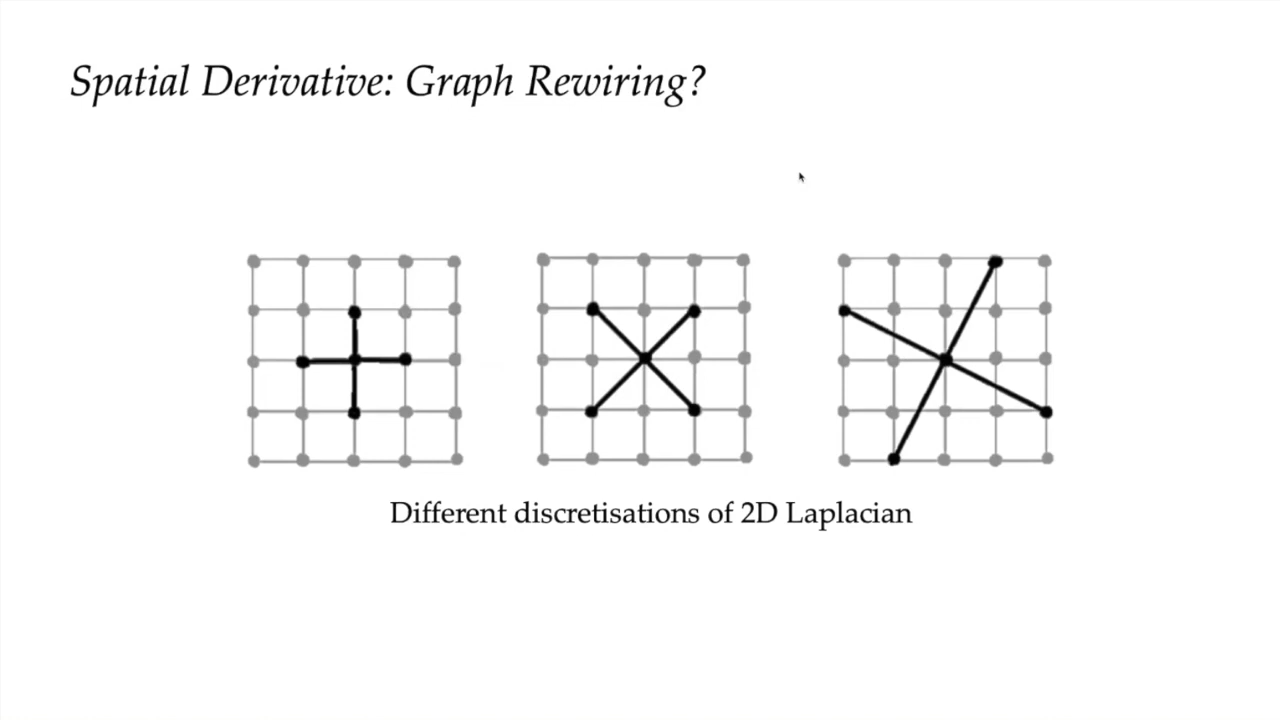 Spatial Derivative: Graph Rewiring?
Different discretisations of 2D Laplacian